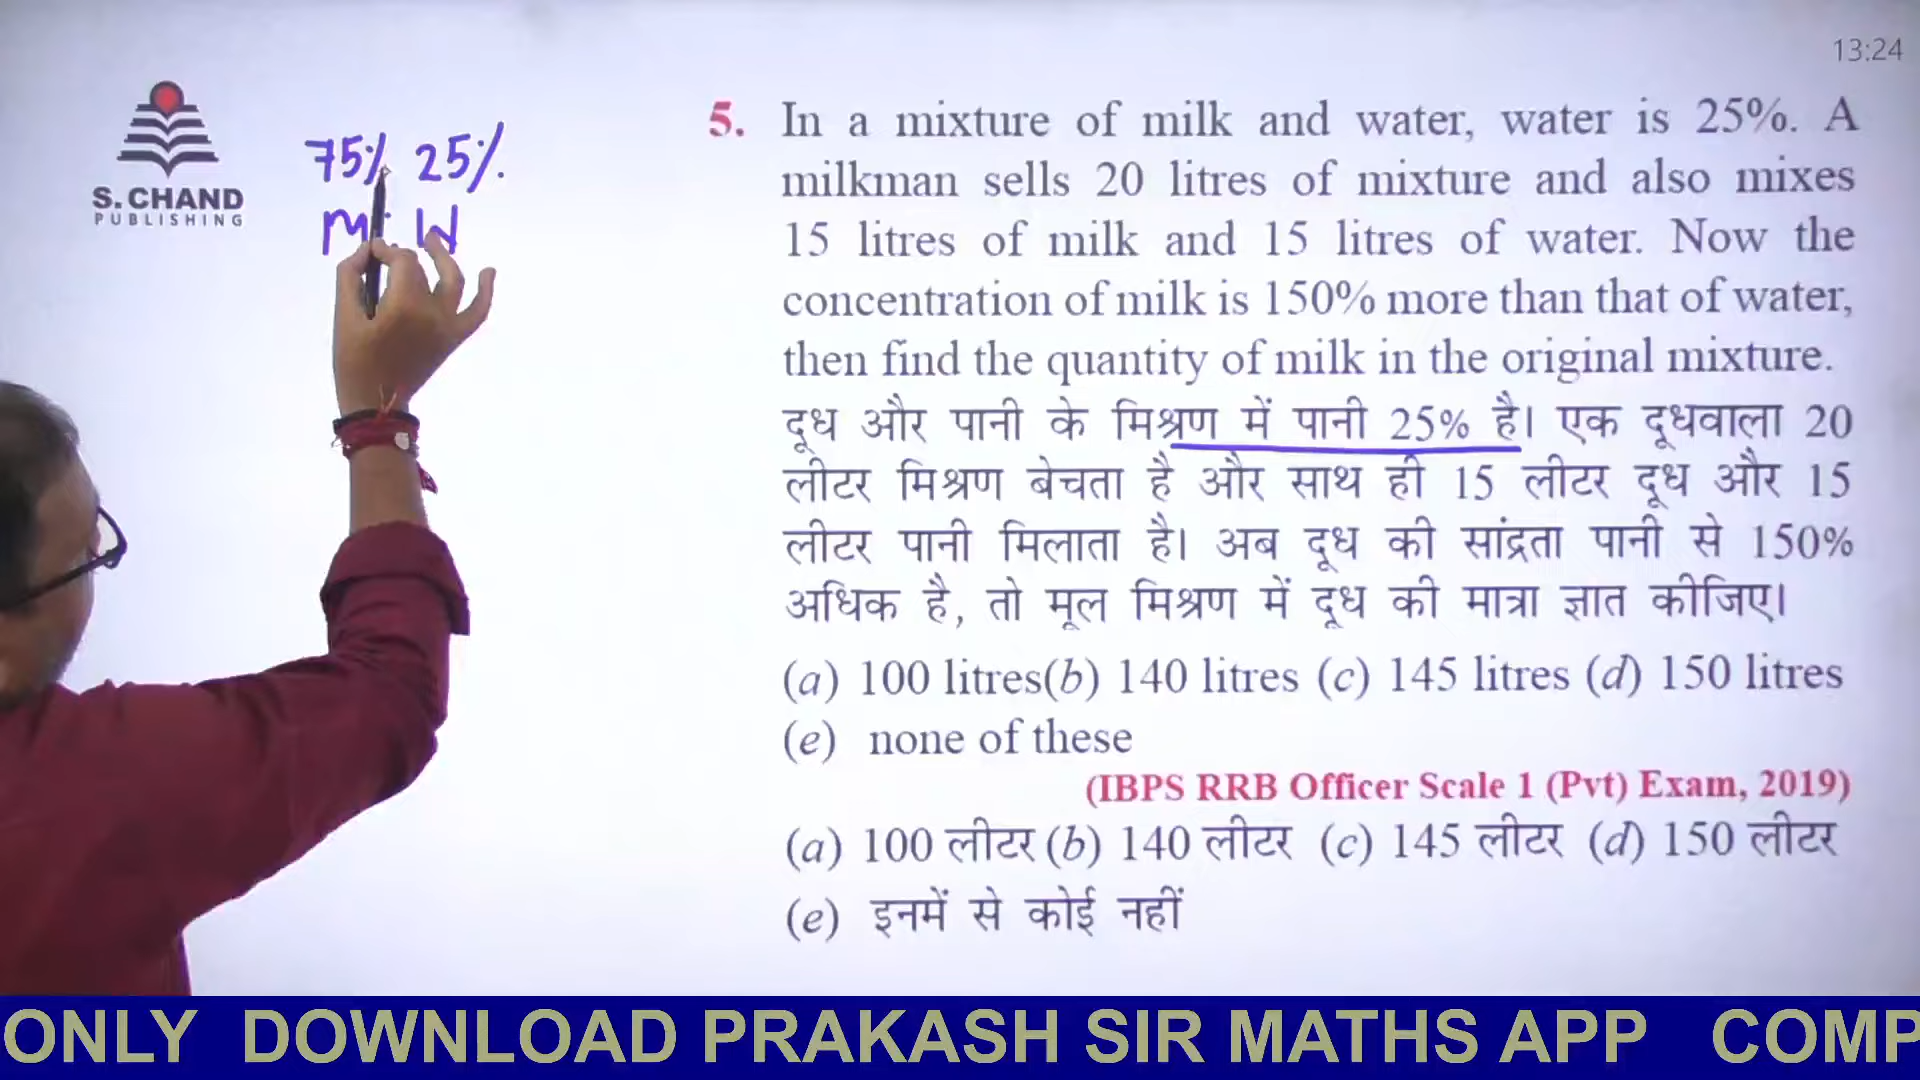 13:24
S. CHAND
PUBLISHING
75% 25%
W
5. In a mixture of milk and water, water is 25%. A
milkman sells 20 litres of mixture and also mixes
15 litres of milk and 15 litres of water. Now the
concentration of milk is 150% more than that of water,
then find the quantity of milk in the original mixture.
दूध और पानी के मिश्रण में पानी 25% है। एक दूधवाला 20
लीटर मिश्रण बेचता है और साथ ही 15 लीटर दूध और 15
लीटर पानी मिलाता है। अब दूध की सांद्रता पानी से 150%
अधिक है, तो मूल मिश्रण में दूध की मात्रा ज्ञात कीजिए।
(a) 100 litres(b) 140 litres (c) 145 litres (d) 150 litres
(e) none of these
(IBPS RRB Officer Scale 1 (Pvt) Exam, 2019)
(a) 100 लीटर (b) 140 लीटर (c) 145 लीटर (d) 150 लीटर
(e) इनमें से कोई नहीं
ONLY DOWNLOAD PRAKASH SIR MATHS APP COMP